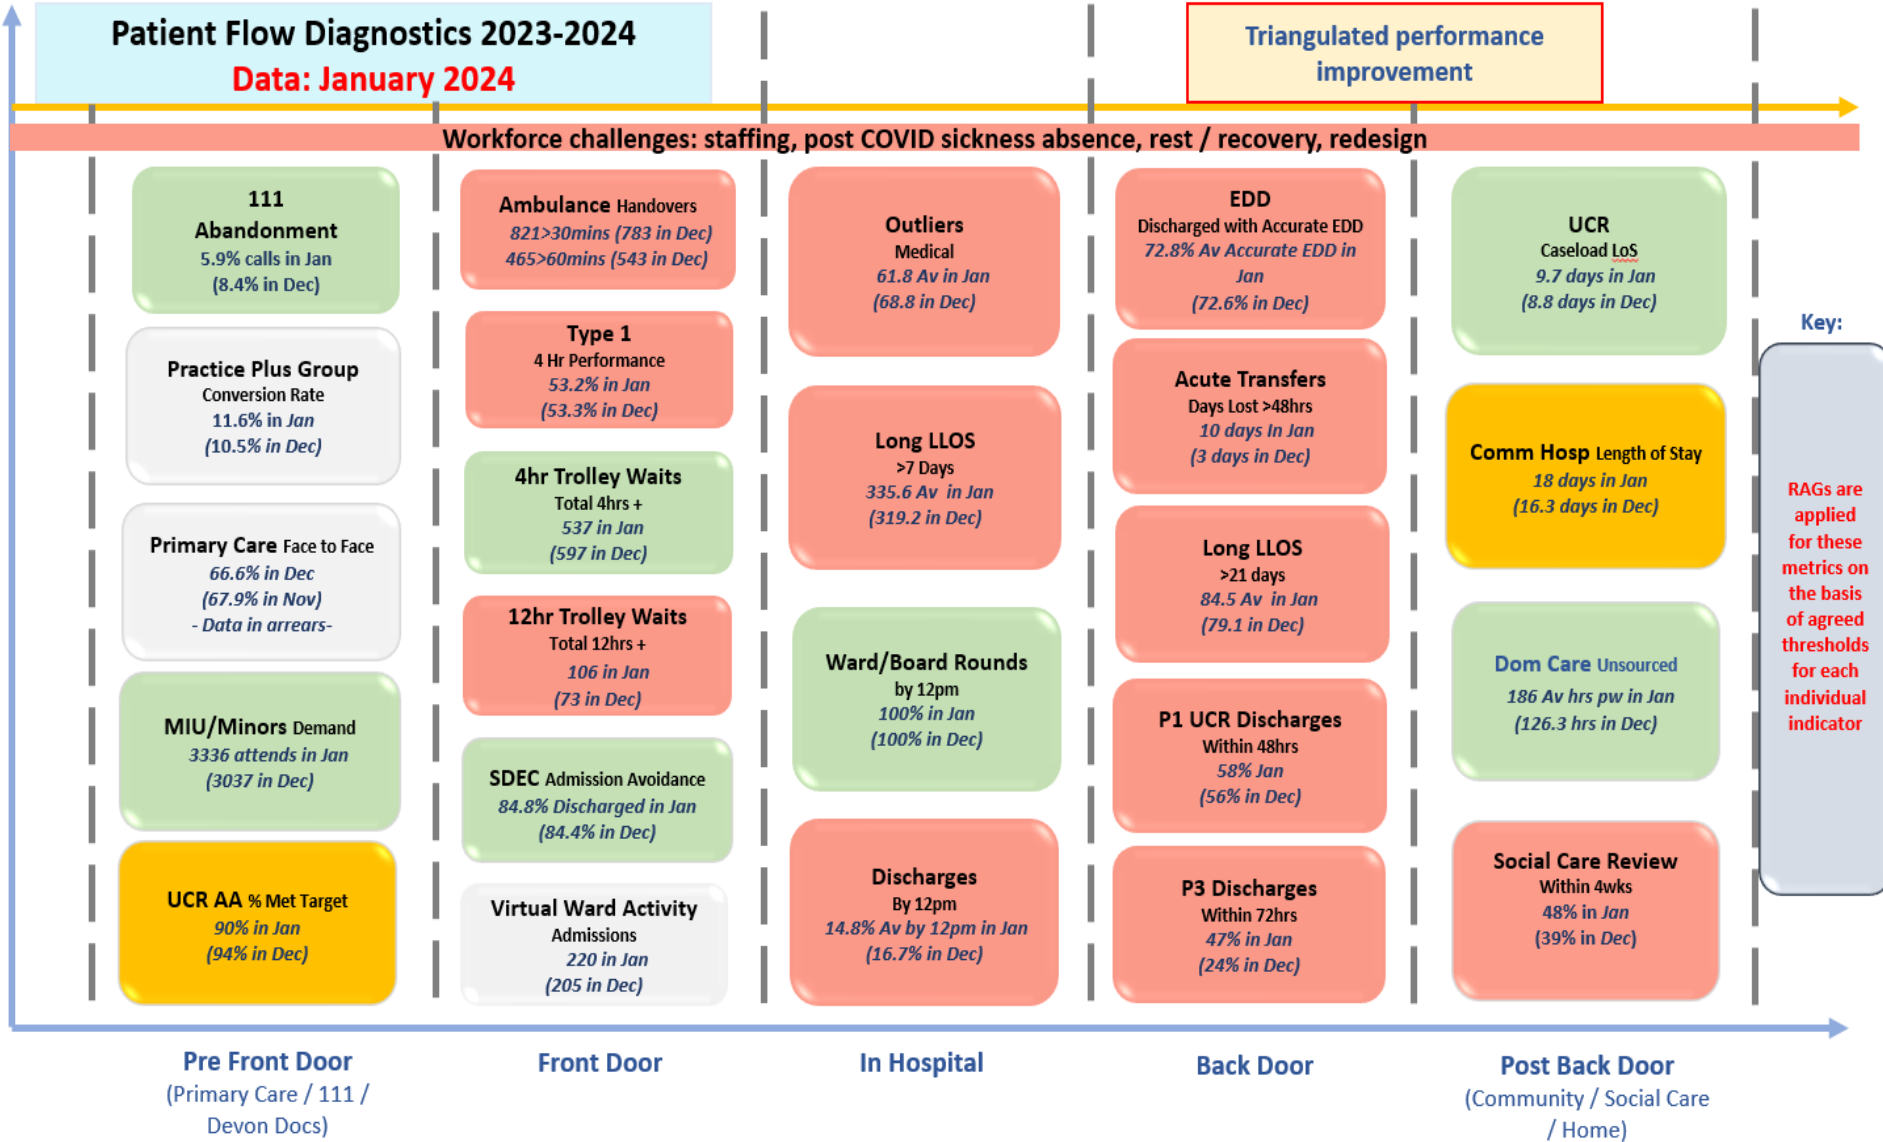 Patient Flow Diagnostics 2023-2024
Data: January 2024
Triangulated performance
improvement
Workforce challenges: staffing, post COVID sickness absence, rest / recovery, redesign
111
Abandonment
5.9% calls in Jan
(8.4% in Dec)
Practice Plus Group
Conversion Rate
11.6% in Jan
(10.5% in Dec)
Primary Care Face to Face
66.6% in Dec
(67.9% in Nov)
- Data in arrears-
MIU/Minors Demand
3336 attends in Jan
(3037 in Dec)
UCR AA % Met Target
90% in Jan
(94% in Dec)
Ambulance Handovers
821>30mins (783 in Dec)
465>60mins (543 in Dec)
Type 1
4 Hr Performance
53.2% in Jan
(53.3% in Dec)
4hr Trolley Waits
Total 4hrs +
537 in Jan
(597 in Dec)
12hr Trolley Waits
Total 12hrs +
106 in Jan
(73 in Dec)
SDEC Admission Avoidance
84.8% Discharged in Jan
(84.4% in Dec)
Virtual Ward Activity
Admissions
220 in Jan
(205 in Dec)
Outliers
Medical
61.8 Av in Jan
(68.8 in Dec)
Long LLOS
>7 Days
335.6 Av in Jan
(319.2 in Dec)
Ward/Board Rounds
by 12pm
100% in Jan
(100% in Dec)
Discharges
By 12pm
14.8% Av by 12pm in Jan
(16.7% in Dec)
EDD
Discharged with Accurate EDD
72.8% Av Accurate EDD in
Jan
(72.6% in Dec)
Acute Transfers
Days Lost >48hrs
10 days In Jan
(3 days in Dec)
Long LLOS
>21 days
84.5 Av in Jan
(79.1 in Dec)
P1 UCR Discharges
Within 48hrs
58% Jan
(56% in Dec)
P3 Discharges
Within 72hrs
47% in Jan
(24% in Dec)
UCR
Caseload LoS
9.7 days in Jan
(8.8 days in Dec)
Comm Hosp Length of Stay
18 days in Jan
(16.3 days in Dec)
Dom Care Unsourced
186 Av hrs pw in Jan
(126.3 hrs in Dec)
Social Care Review
Within 4wks
48% in Jan
(39% in Dec)
Key:
RAGs are
applied
for these
metrics on
the basis
of agreed
thresholds
for each
individual
indicator
Pre Front Door
(Primary Care / 111 /
Devon Docs)
Front Door
In Hospital
Back Door
Post Back Door
(Community / Social Care
/ Home)